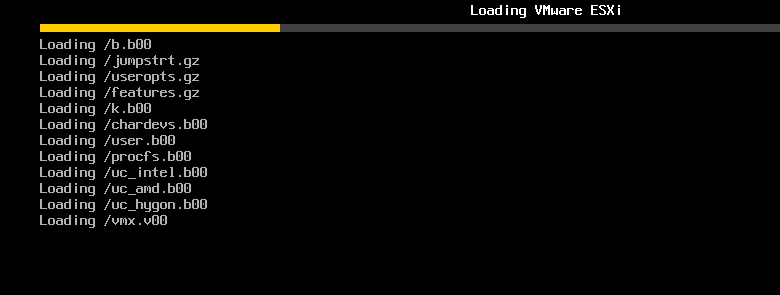 Loading VMware ESXi
Loading /b.b00
Loading /jumpstrt.gz
Loading /useropts.gz
Loading /features.gz
Loading /k.b00
Loading /chardevs.b00
Loading /user.b00
Loading /procfs.b00
Loading /uc_intel.b00
Loading /uc_amd.b00
Loading /uc_hygon.b00
Loading /vmx.v00